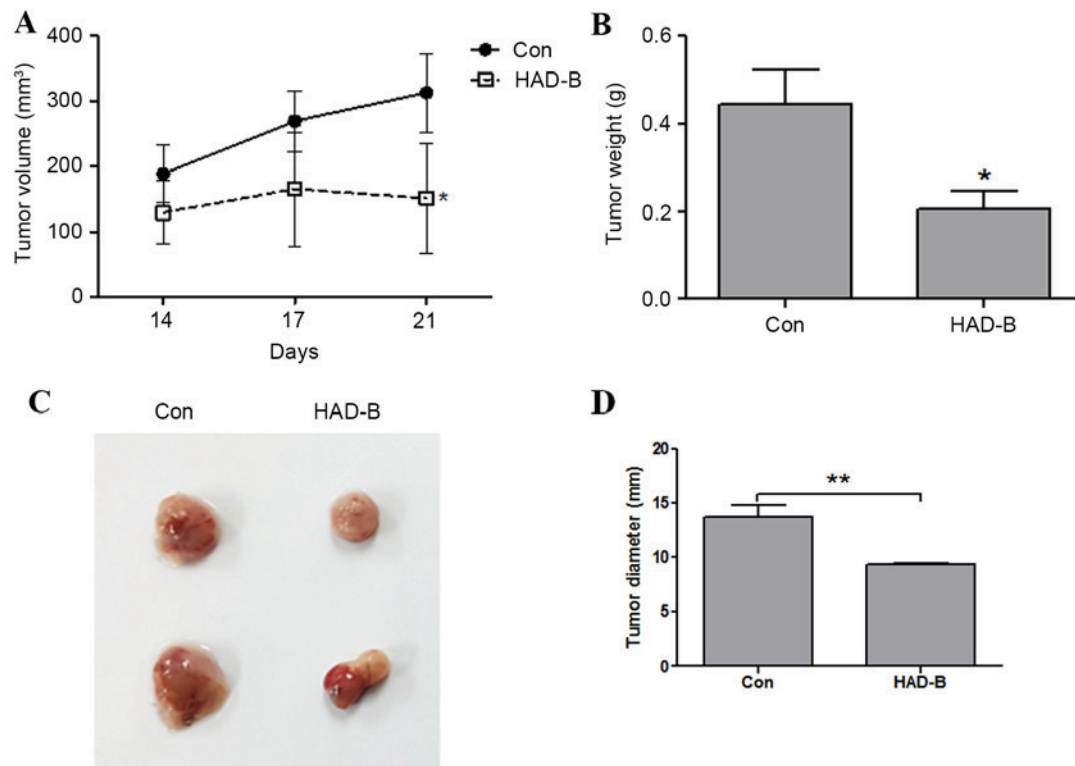 A
Tumor volume (mm³)
400
300
200
100
0
14 17 21
Days
Con
HAD-B
*
B
Tumor weight (g)
0.6
0.4
0.2
0.0
*
Con HAD-B
C
Con HAD-B
D
Tumor diameter (mm)
20
15
10
5
0
**
Con HAD-B